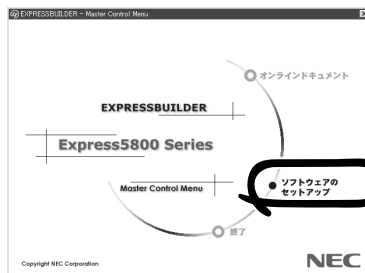 EXPRESSBUILDER - Master Control Menu
オンラインドキュメント
EXPRESSBUILDER
Express5800 Series
ソフトウェアの
セットアップ
Master Control Menu
終了
Copyright NEC Corporation
NEC